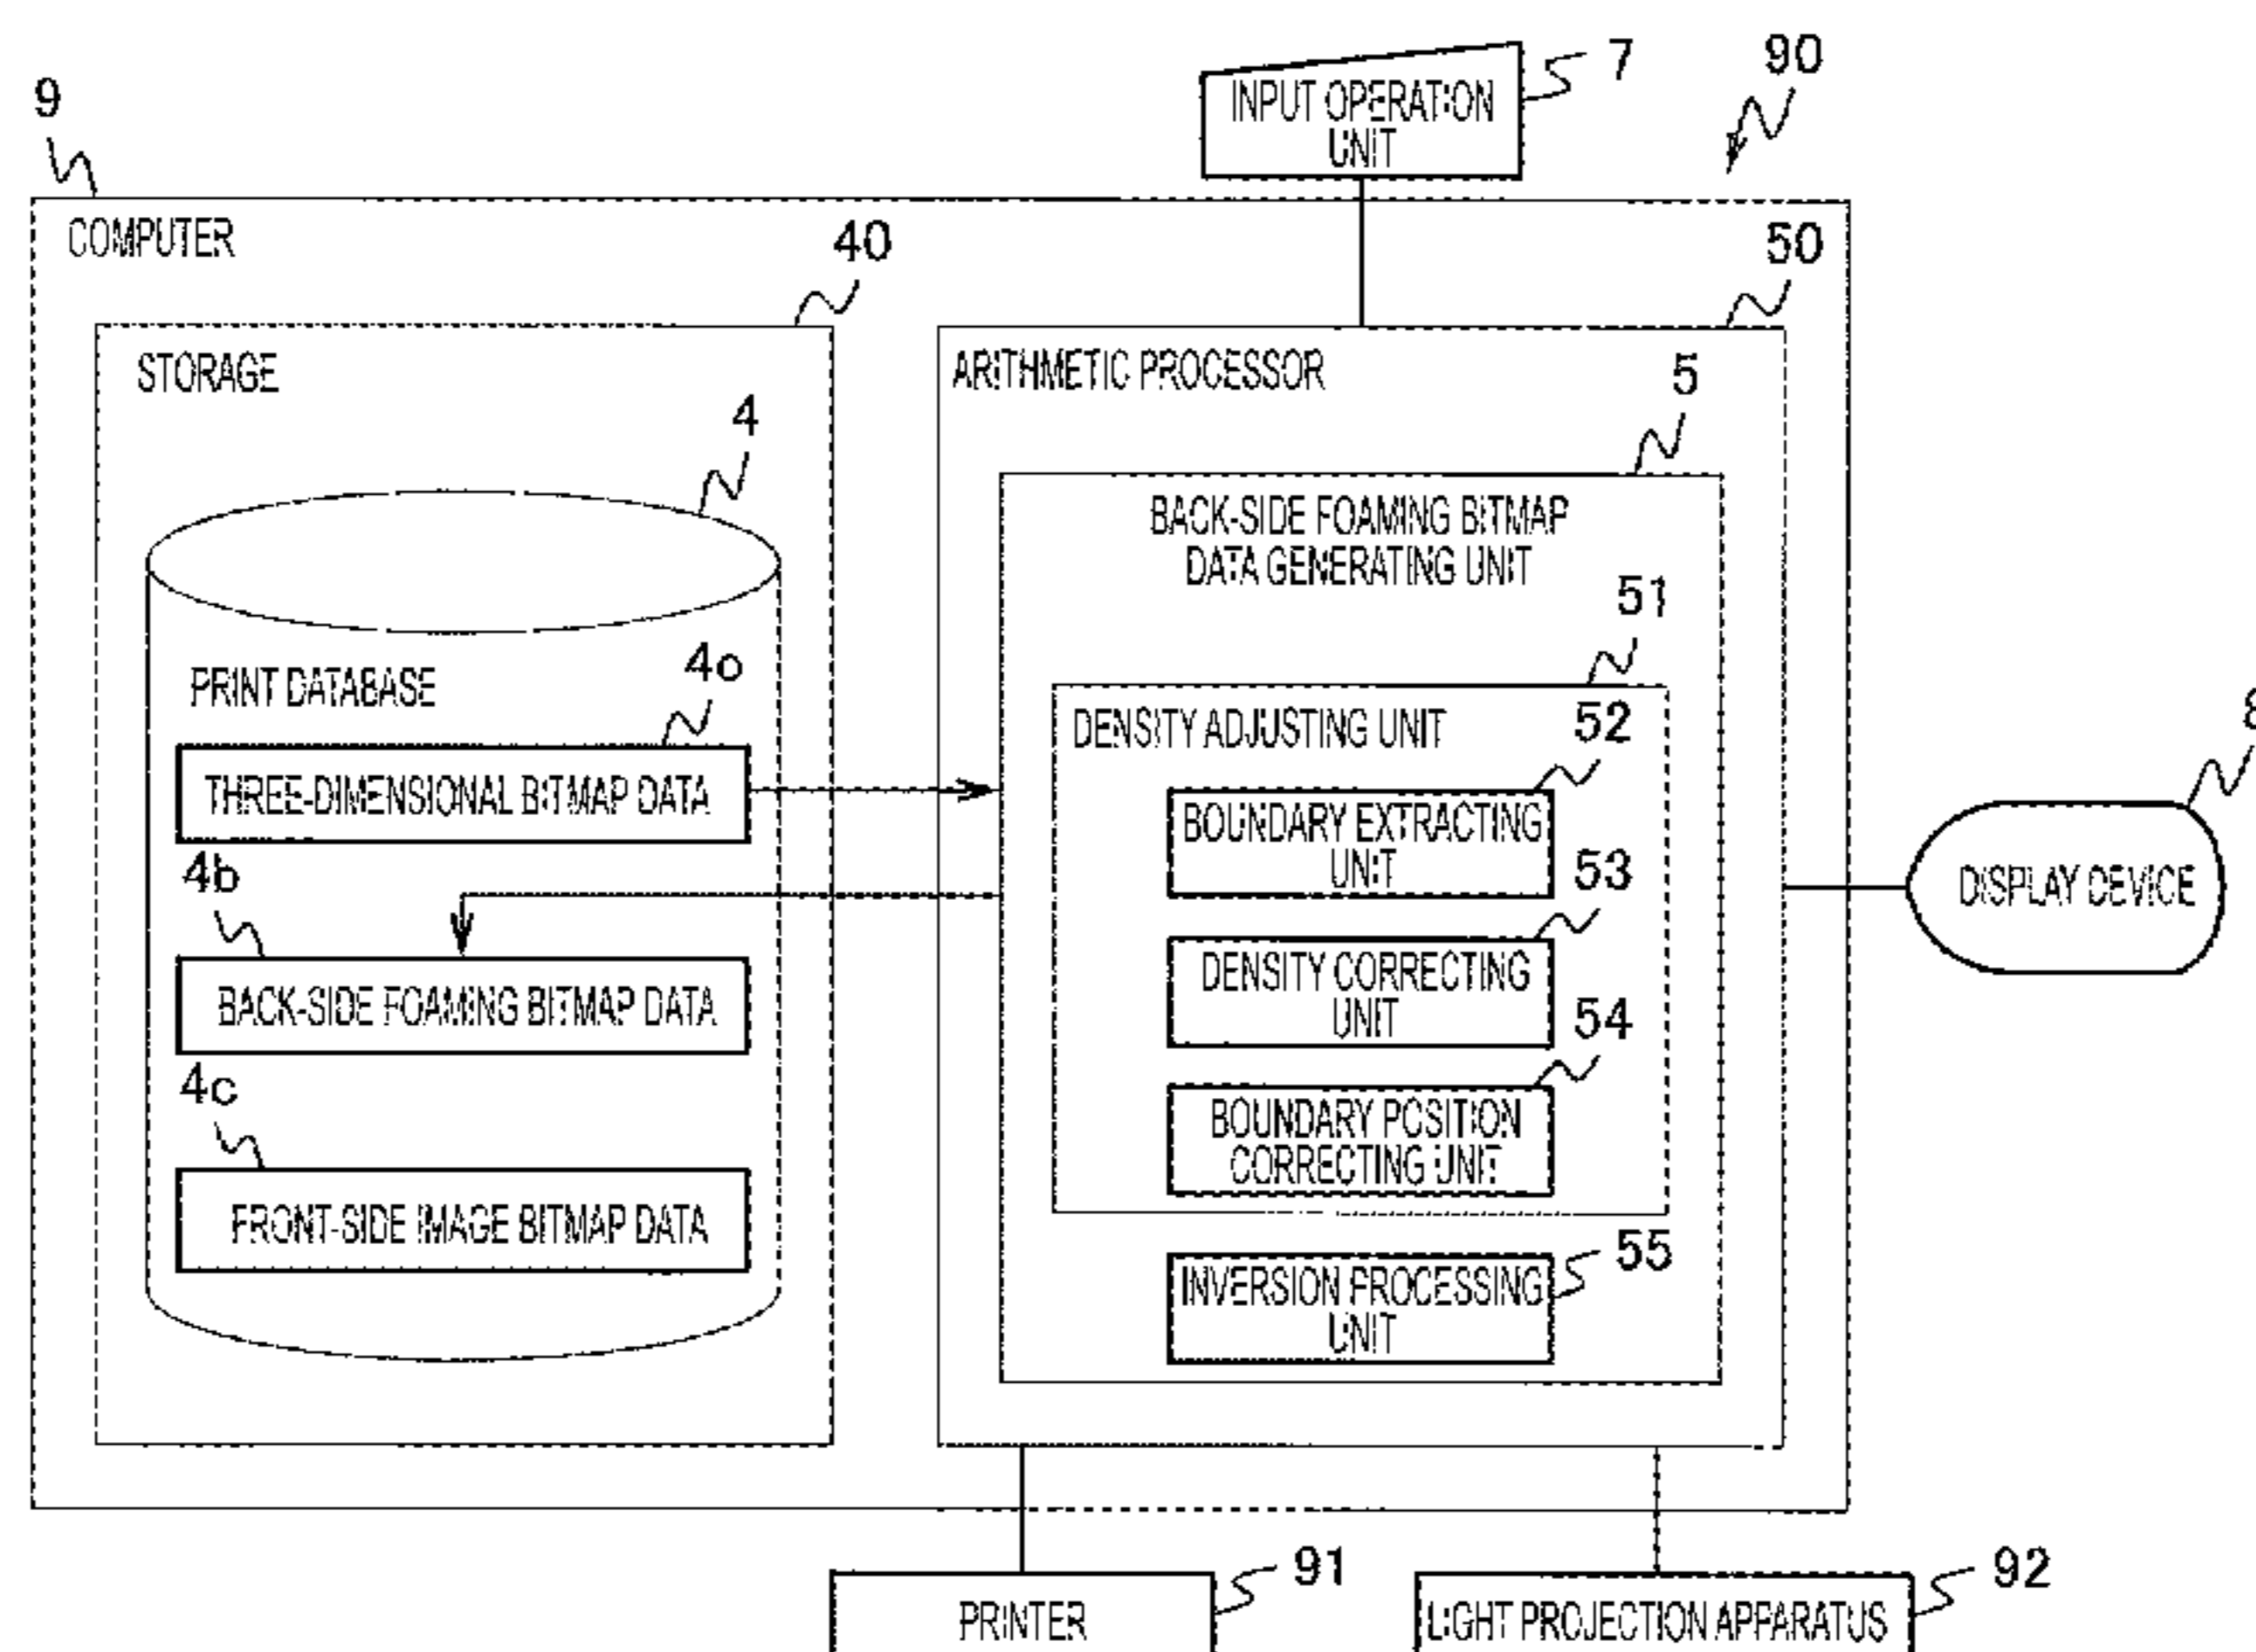 7
90
9
INPUT OPERATION
UNIT
COMPUTER
40
50
STORAGE
ARITHMETIC PROCESSOR
4
5
BACK-SIDE FOAMING BITMAP
DATA GENERATING UNIT
51
PRINT DATABASE
4o
DENSITY ADJUSTING UNIT
52
8
THREE-DIMENSIONAL BITMAP DATA
BOUNDARY EXTRACTING
UNIT
4b
53
DISPLAY DEVICE
BACK-SIDE FOAMING BITMAP DATA
DENSITY CORRECTING
UNIT
54
4c
BOUNDARY POSITION
CORRECTING UNIT
FRONT-SIDE IMAGE BITMAP DATA
55
INVERSION PROCESSING
UNIT
91
92
PRINTER
LIGHT PROJECTION APPARATUS